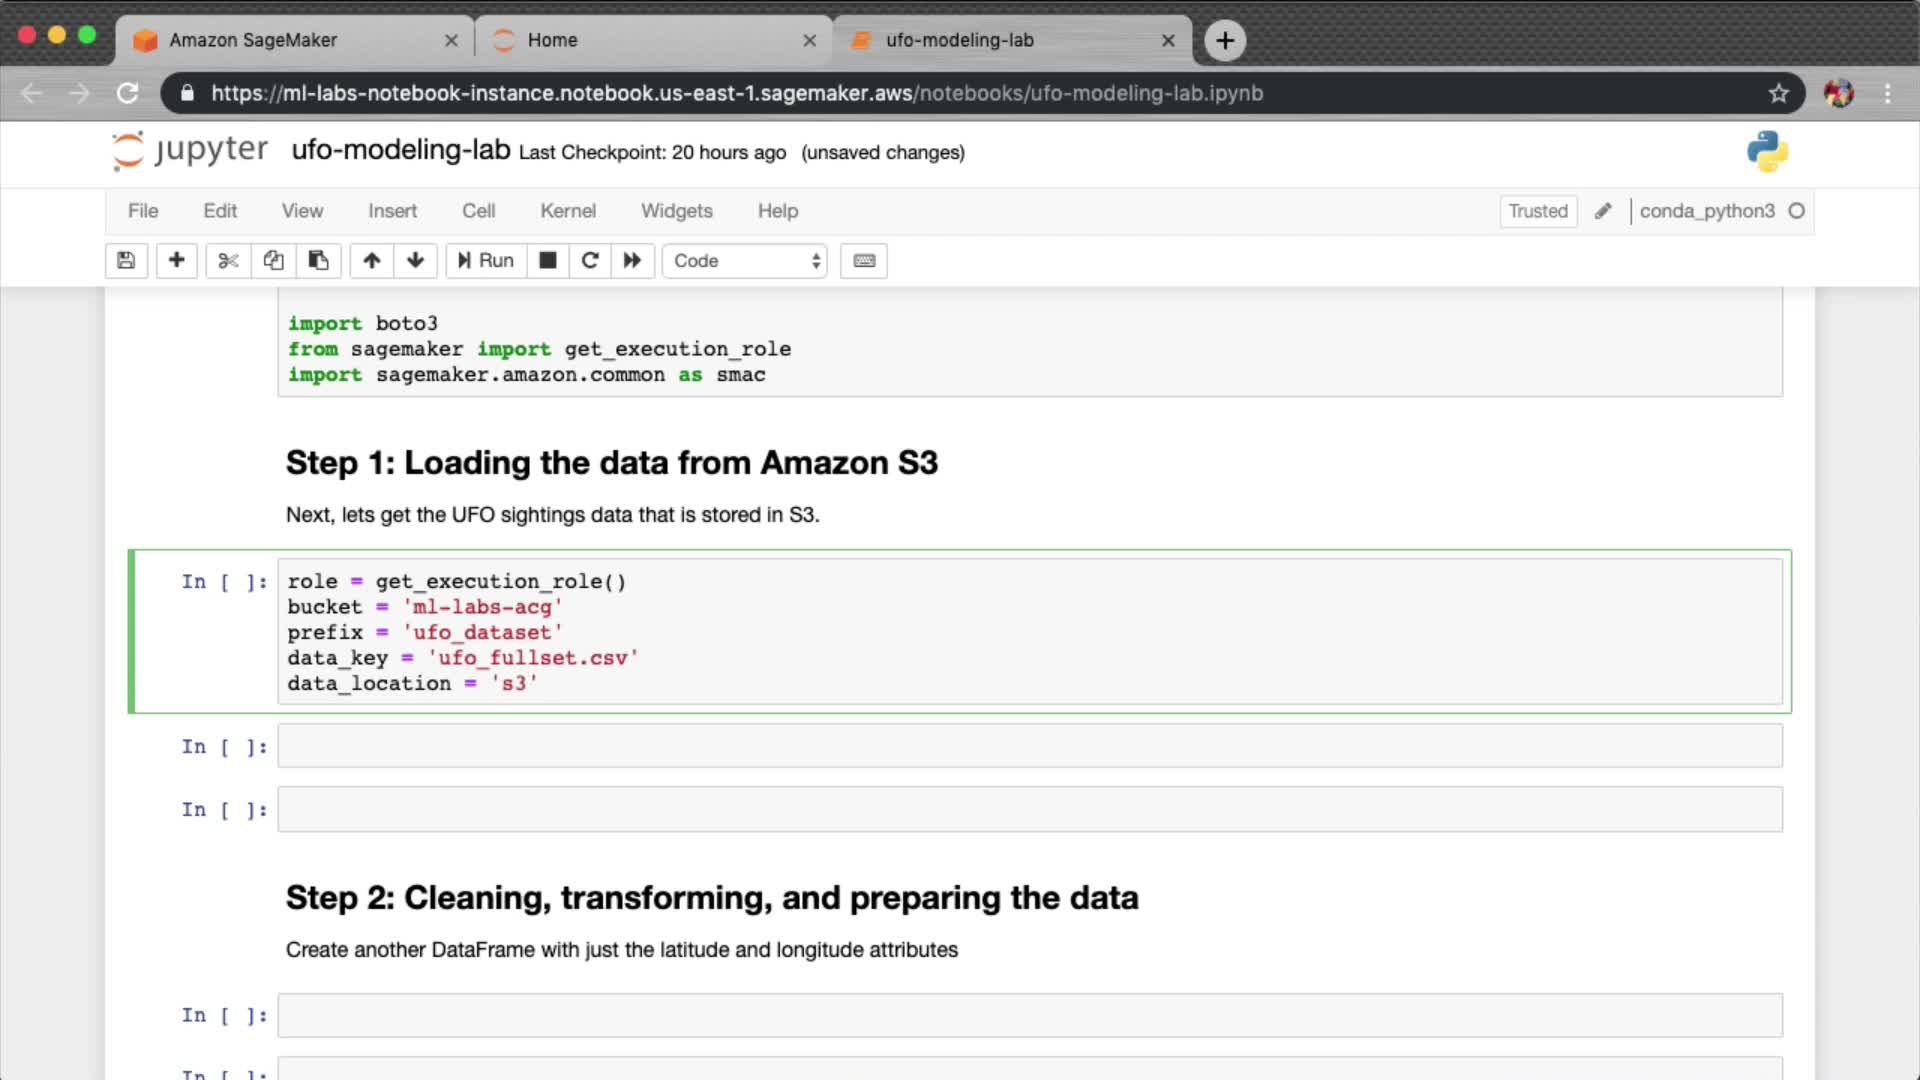 Amazon SageMaker
Home
ufo-modeling-lab
https://ml-labs-notebook-instance.notebook.us-east-1.sagemaker.aws/notebooks/ufo-modeling-lab.ipynb
jupyter ufo-modeling-lab Last Checkpoint: 20 hours ago (unsaved changes)
File Edit View Insert Cell Kernel Widgets Help Trusted conda_python3
Run Code
import boto3
from sagemaker import get_execution_role
import sagemaker.amazon.common as smac
Step 1: Loading the data from Amazon S3
Next, lets get the UFO sightings data that is stored in S3.
In [ ]: role = get_execution_role()
bucket = 'ml-labs-acg'
prefix = 'ufo_dataset'
data_key = 'ufo_fullset.csv'
data_location = 's3'
In [ ]:
In [ ]:
Step 2: Cleaning, transforming, and preparing the data
Create another DataFrame with just the latitude and longitude attributes
In [ ]:
In [ ]: